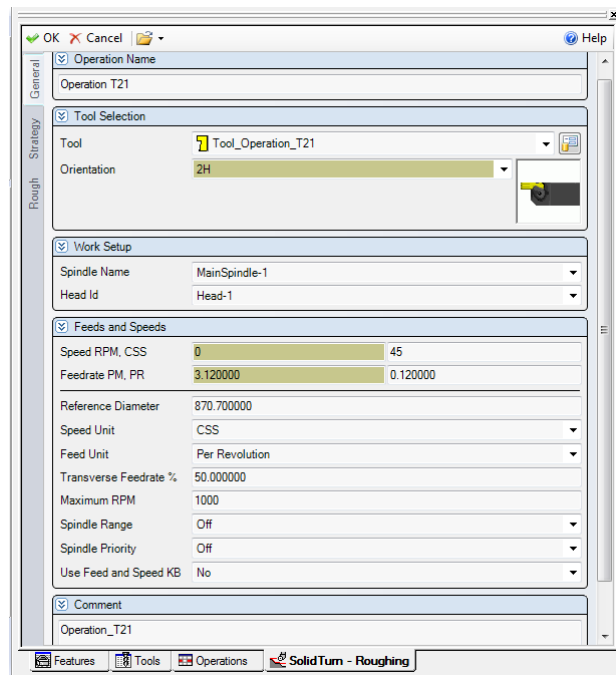 OK Cancel Help
General
Strategy
Rough
Operation Name
Operation T21
Tool Selection
Tool Tool_Operation_T21
Orientation 2H
Work Setup
Spindle Name MainSpindle-1
Head Id Head-1
Feeds and Speeds
Speed RPM, CSS 0 45
Feedrate PM, PR 3.120000 0.120000
Reference Diameter 870.700000
Speed Unit CSS
Feed Unit Per Revolution
Transverse Feedrate % 50.000000
Maximum RPM 1000
Spindle Range Off
Spindle Priority Off
Use Feed and Speed KB No
Comment
Operation_T21
Features Tools Operations SolidTurn - Roughing